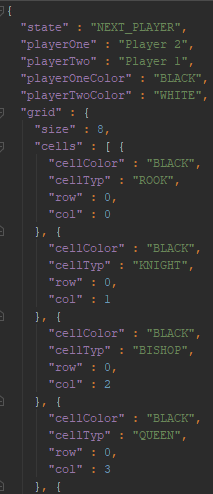 {
"state" : "NEXT_PLAYER",
"playerOne" : "Player 2",
"playerTwo" : "Player 1",
"playerOneColor" : "BLACK",
"playerTwoColor" : "WHITE",
"grid" : {
"size" : 8,
"cells" : [ {
"cellColor" : "BLACK",
"cellTyp" : "ROOK",
"row" : 0,
"col" : 0
}, {
"cellColor" : "BLACK",
"cellTyp" : "KNIGHT",
"row" : 0,
"col" : 1
}, {
"cellColor" : "BLACK",
"cellTyp" : "BISHOP",
"row" : 0,
"col" : 2
}, {
"cellColor" : "BLACK",
"cellTyp" : "QUEEN",
"row" : 0,
"col" : 3
}, {